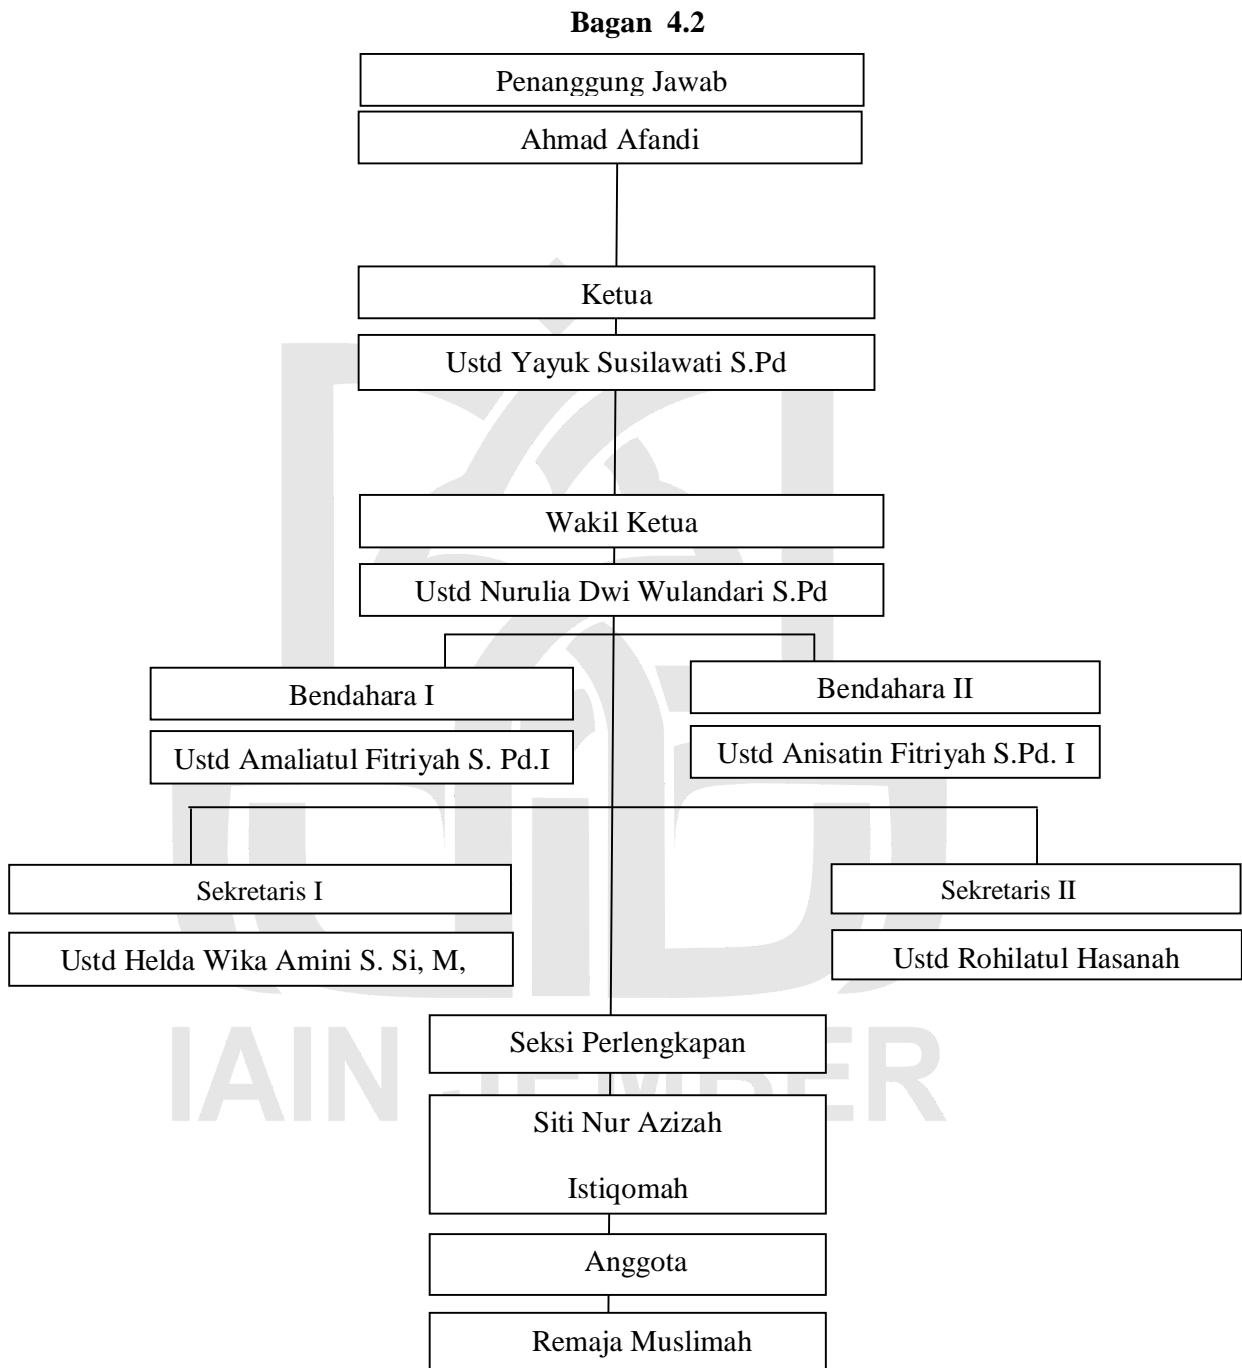 Bagan 4.2
Penanggung Jawab
Ahmad Afandi
Ketua
Ustd Yayuk Susilawati S.Pd
Wakil Ketua
Ustd Nurulia Dwi Wulandari S.Pd
Bendahara I
Bendahara II
Ustd Amaliatul Fitriyah S. Pd.I
Ustd Anisatin Fitriyah S.Pd. I
Sekretaris I
Sekretaris II
Ustd Helda Wika Amini S. Si, M,
Ustd Rohilatul Hasanah
Seksi Perlengkapan
IAIN JEMBER
Siti Nur Azizah
Istiqomah
Anggota
Remaja Muslimah